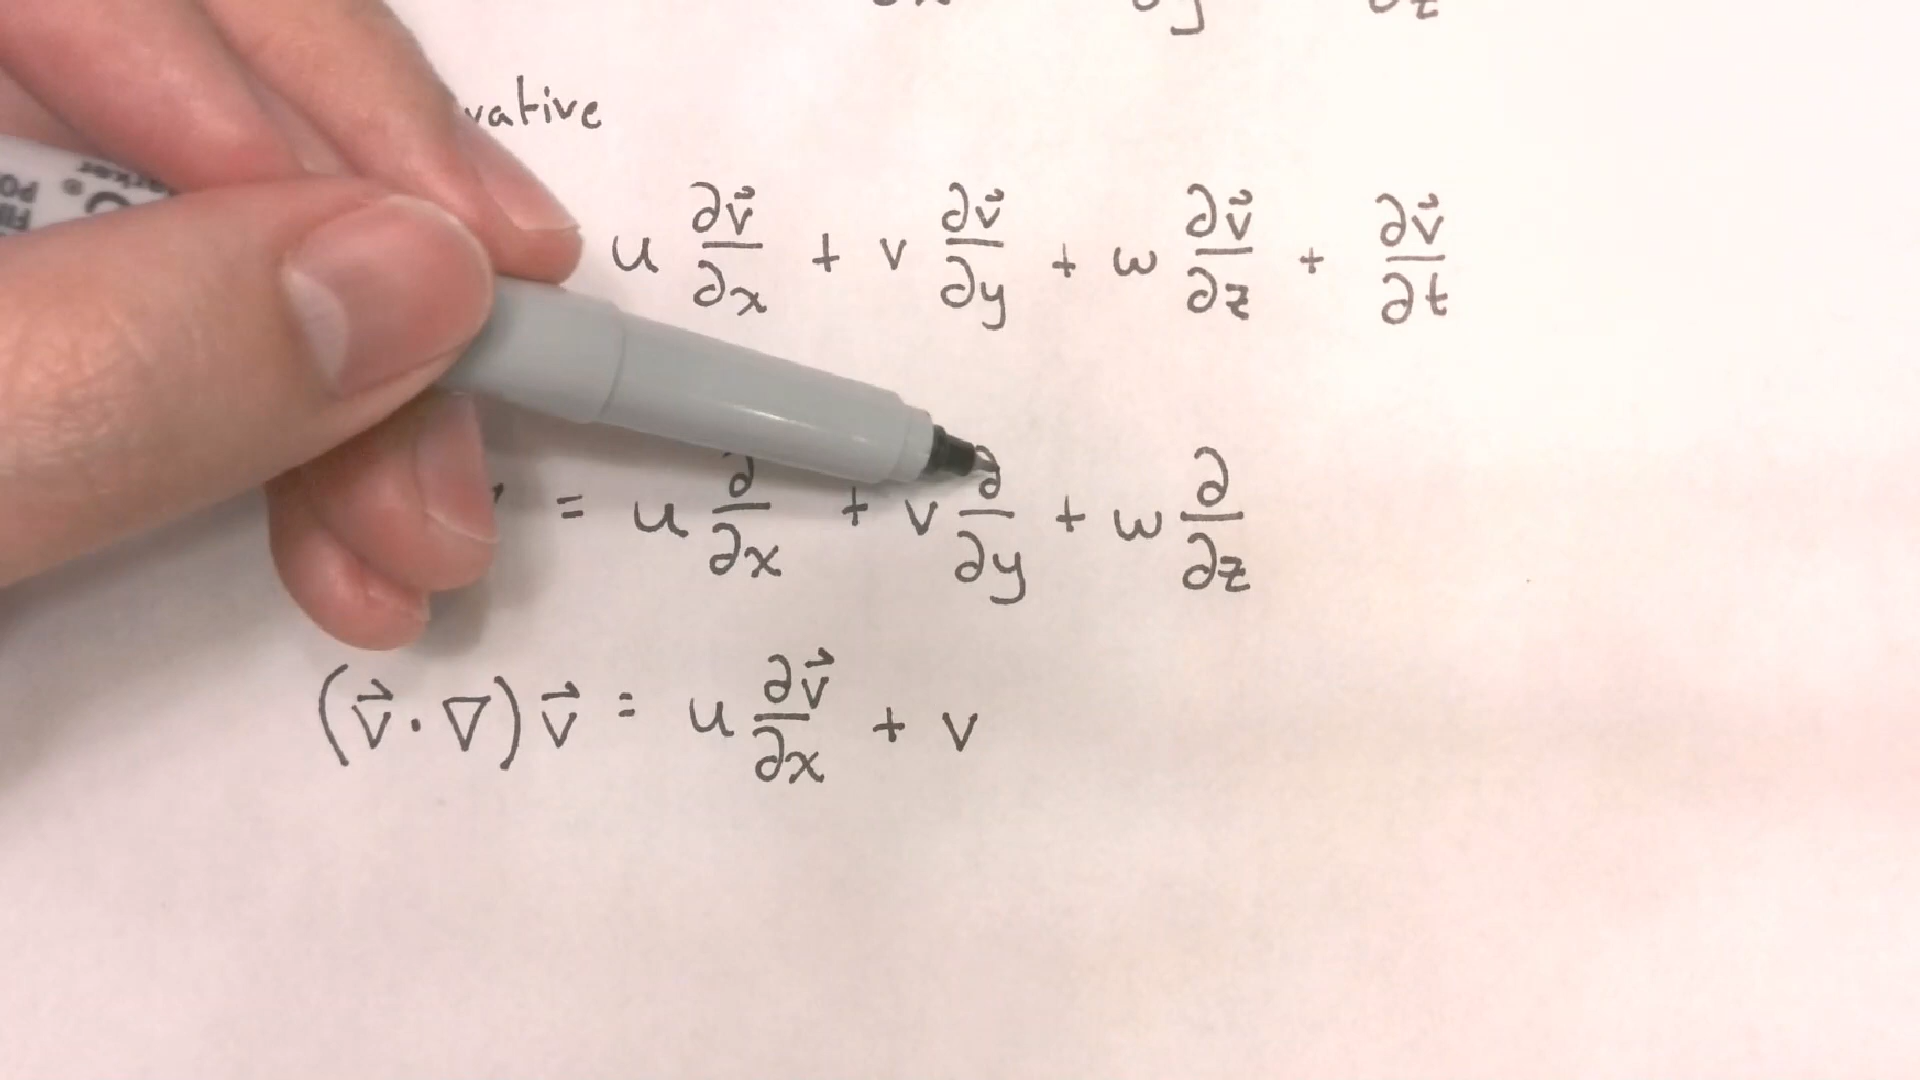 vative
u ∂v⃗/∂x + v ∂v⃗/∂y + w ∂v⃗/∂z + ∂v⃗/∂t
= u ∂/∂x + v ∂/∂y + w ∂/∂z
(v⃗ · ∇) v⃗ = u ∂v⃗/∂x + v